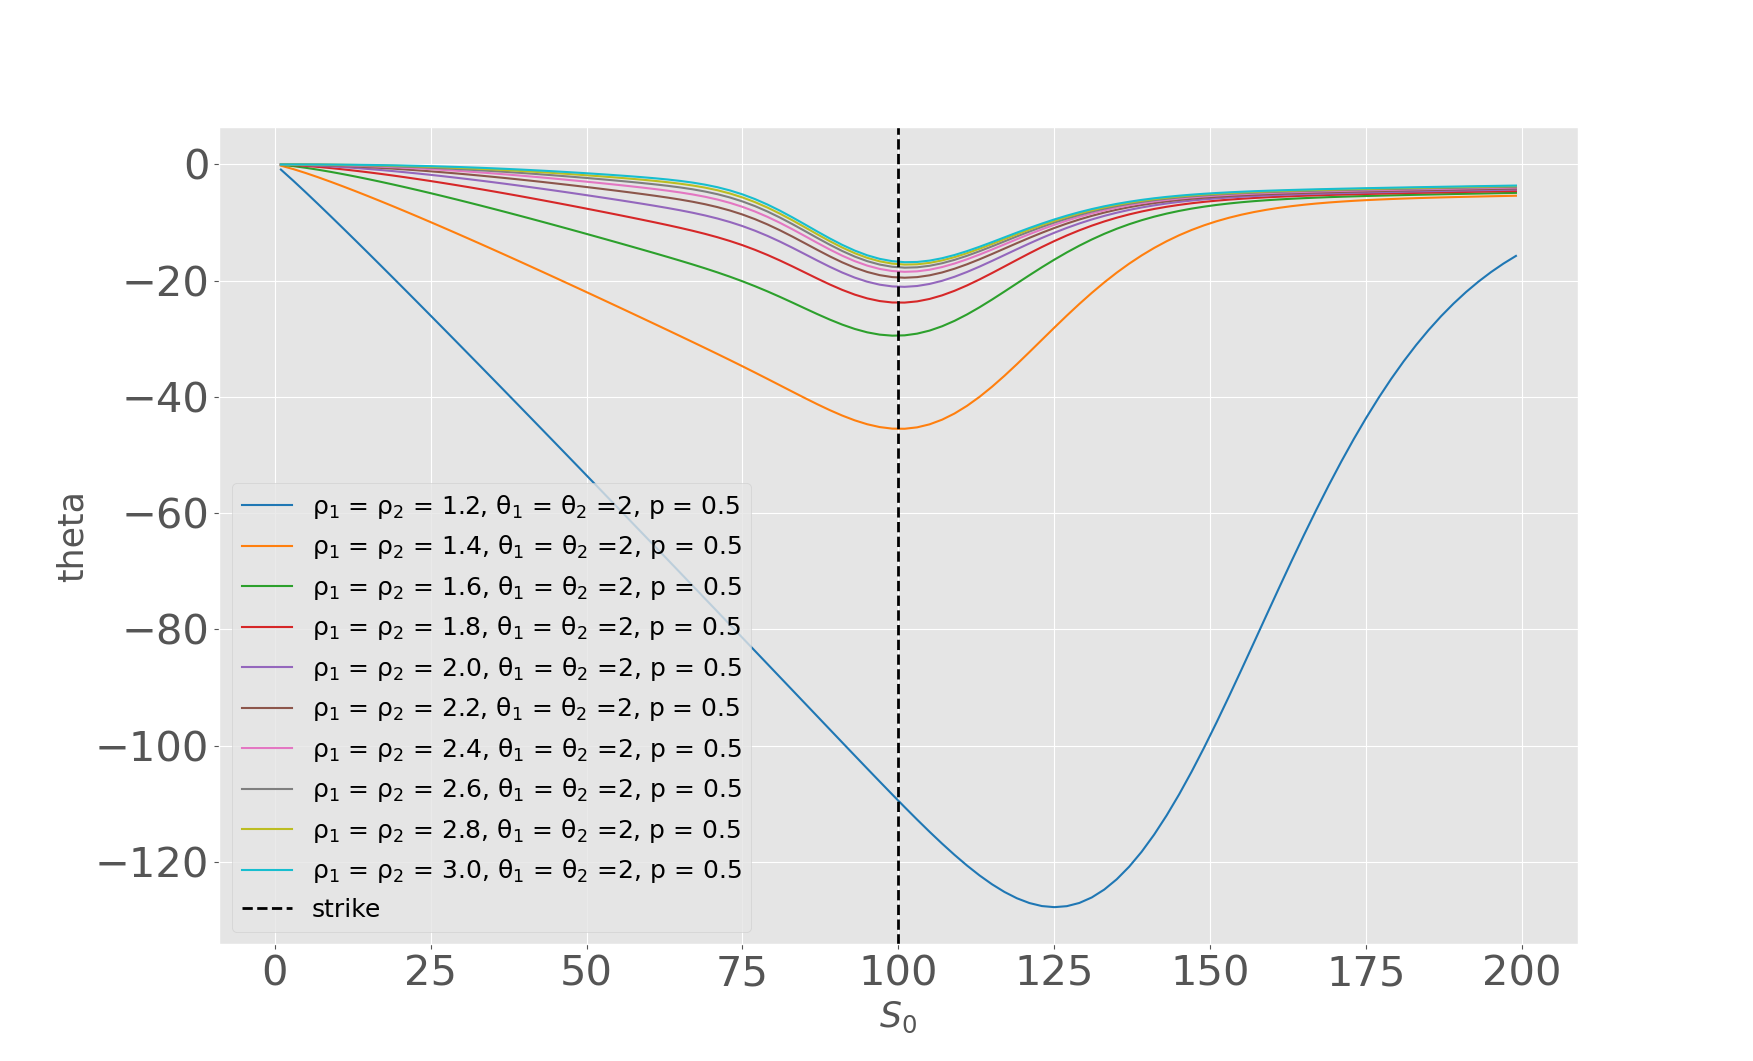 0
−20
−40
−60
−80
−100
−120
theta
ρ₁ = ρ₂ = 1.2, θ₁ = θ₂ =2, p = 0.5
ρ₁ = ρ₂ = 1.4, θ₁ = θ₂ =2, p = 0.5
ρ₁ = ρ₂ = 1.6, θ₁ = θ₂ =2, p = 0.5
ρ₁ = ρ₂ = 1.8, θ₁ = θ₂ =2, p = 0.5
ρ₁ = ρ₂ = 2.0, θ₁ = θ₂ =2, p = 0.5
ρ₁ = ρ₂ = 2.2, θ₁ = θ₂ =2, p = 0.5
ρ₁ = ρ₂ = 2.4, θ₁ = θ₂ =2, p = 0.5
ρ₁ = ρ₂ = 2.6, θ₁ = θ₂ =2, p = 0.5
ρ₁ = ρ₂ = 2.8, θ₁ = θ₂ =2, p = 0.5
ρ₁ = ρ₂ = 3.0, θ₁ = θ₂ =2, p = 0.5
strike
0 25 50 75 100 125 150 175 200
S₀